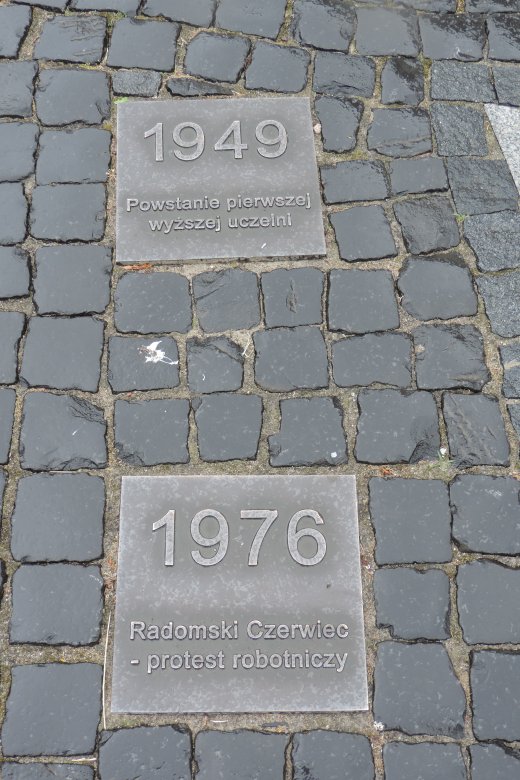 1949
Powstanie pierwszej
wyższej uczelni
1976
Radomski Czerwiec
- protest robotniczy